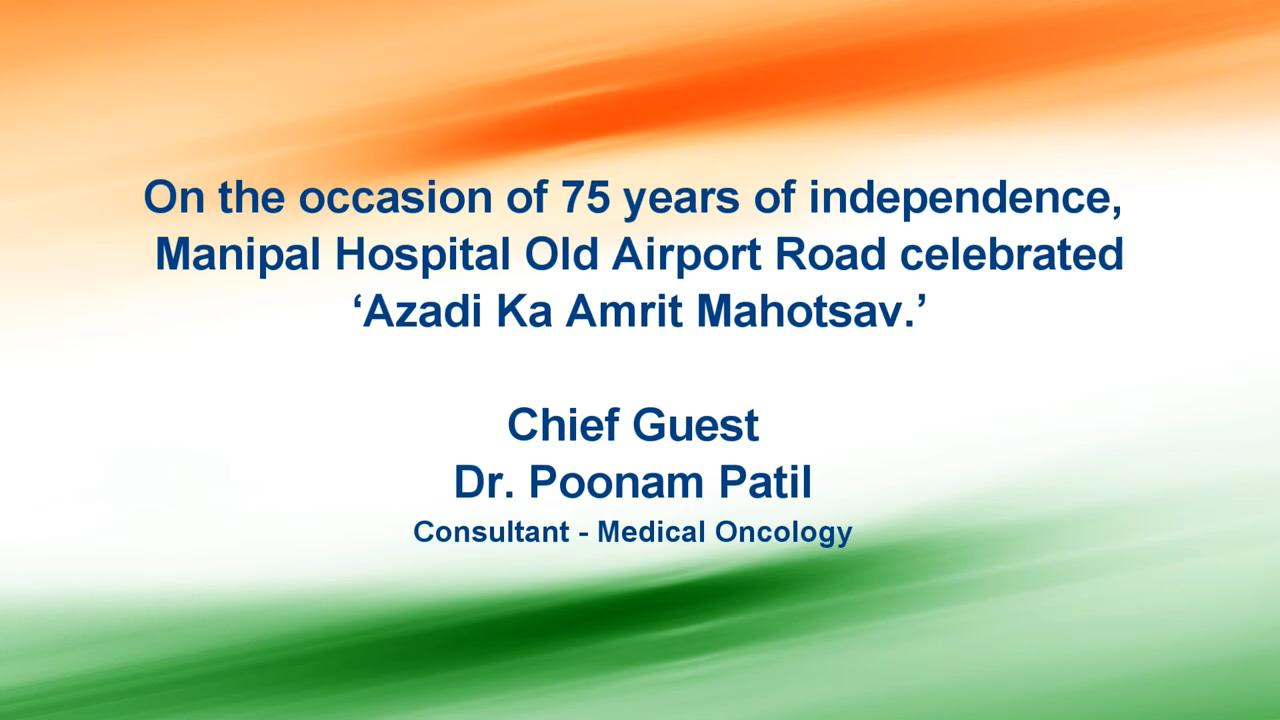 On the occasion of 75 years of independence,
Manipal Hospital Old Airport Road celebrated
‘Azadi Ka Amrit Mahotsav.’
Chief Guest
Dr. Poonam Patil
Consultant - Medical Oncology